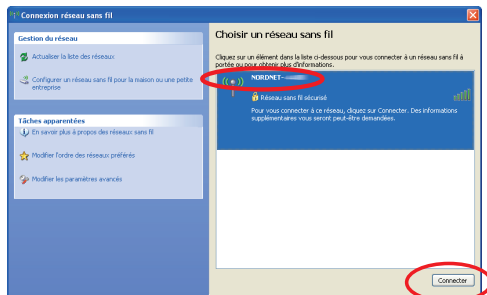 Connexion réseau sans fil
Gestion du réseau
Actualiser la liste des réseaux
Configurer un réseau sans fil pour la maison ou une petite
entreprise
Tâches apparentées
En savoir plus à propos des réseaux sans fil
Modifier l'ordre des réseaux préférés
Modifier les paramètres avancés
Choisir un réseau sans fil
Cliquez sur un élément dans la liste ci-dessous pour vous connecter à un réseau sans fil à
portée ou pour obtenir plus d'informations.
NORDNET-
Réseau sans fil sécurisé
Pour vous connecter à ce réseau, cliquez sur Connecter. Des informations
supplémentaires vous seront peut-être demandées.
Connecter